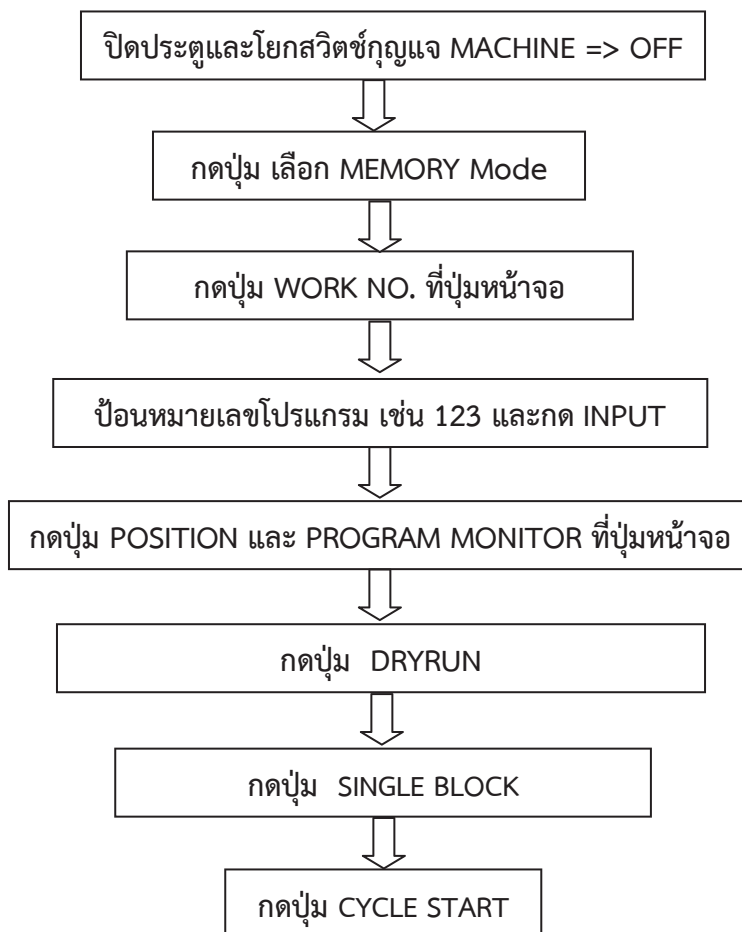 ปิดประตูและโยกสวิตช์กุญแจ MACHINE => OFF
กดปุ่ม เลือก MEMORY Mode
กดปุ่ม WORK NO. ที่ปุ่มหน้าจอ
ป้อนหมายเลขโปรแกรม เช่น 123 และกด INPUT
กดปุ่ม POSITION และ PROGRAM MONITOR ที่ปุ่มหน้าจอ
กดปุ่ม DRYRUN
กดปุ่ม SINGLE BLOCK
กดปุ่ม CYCLE START